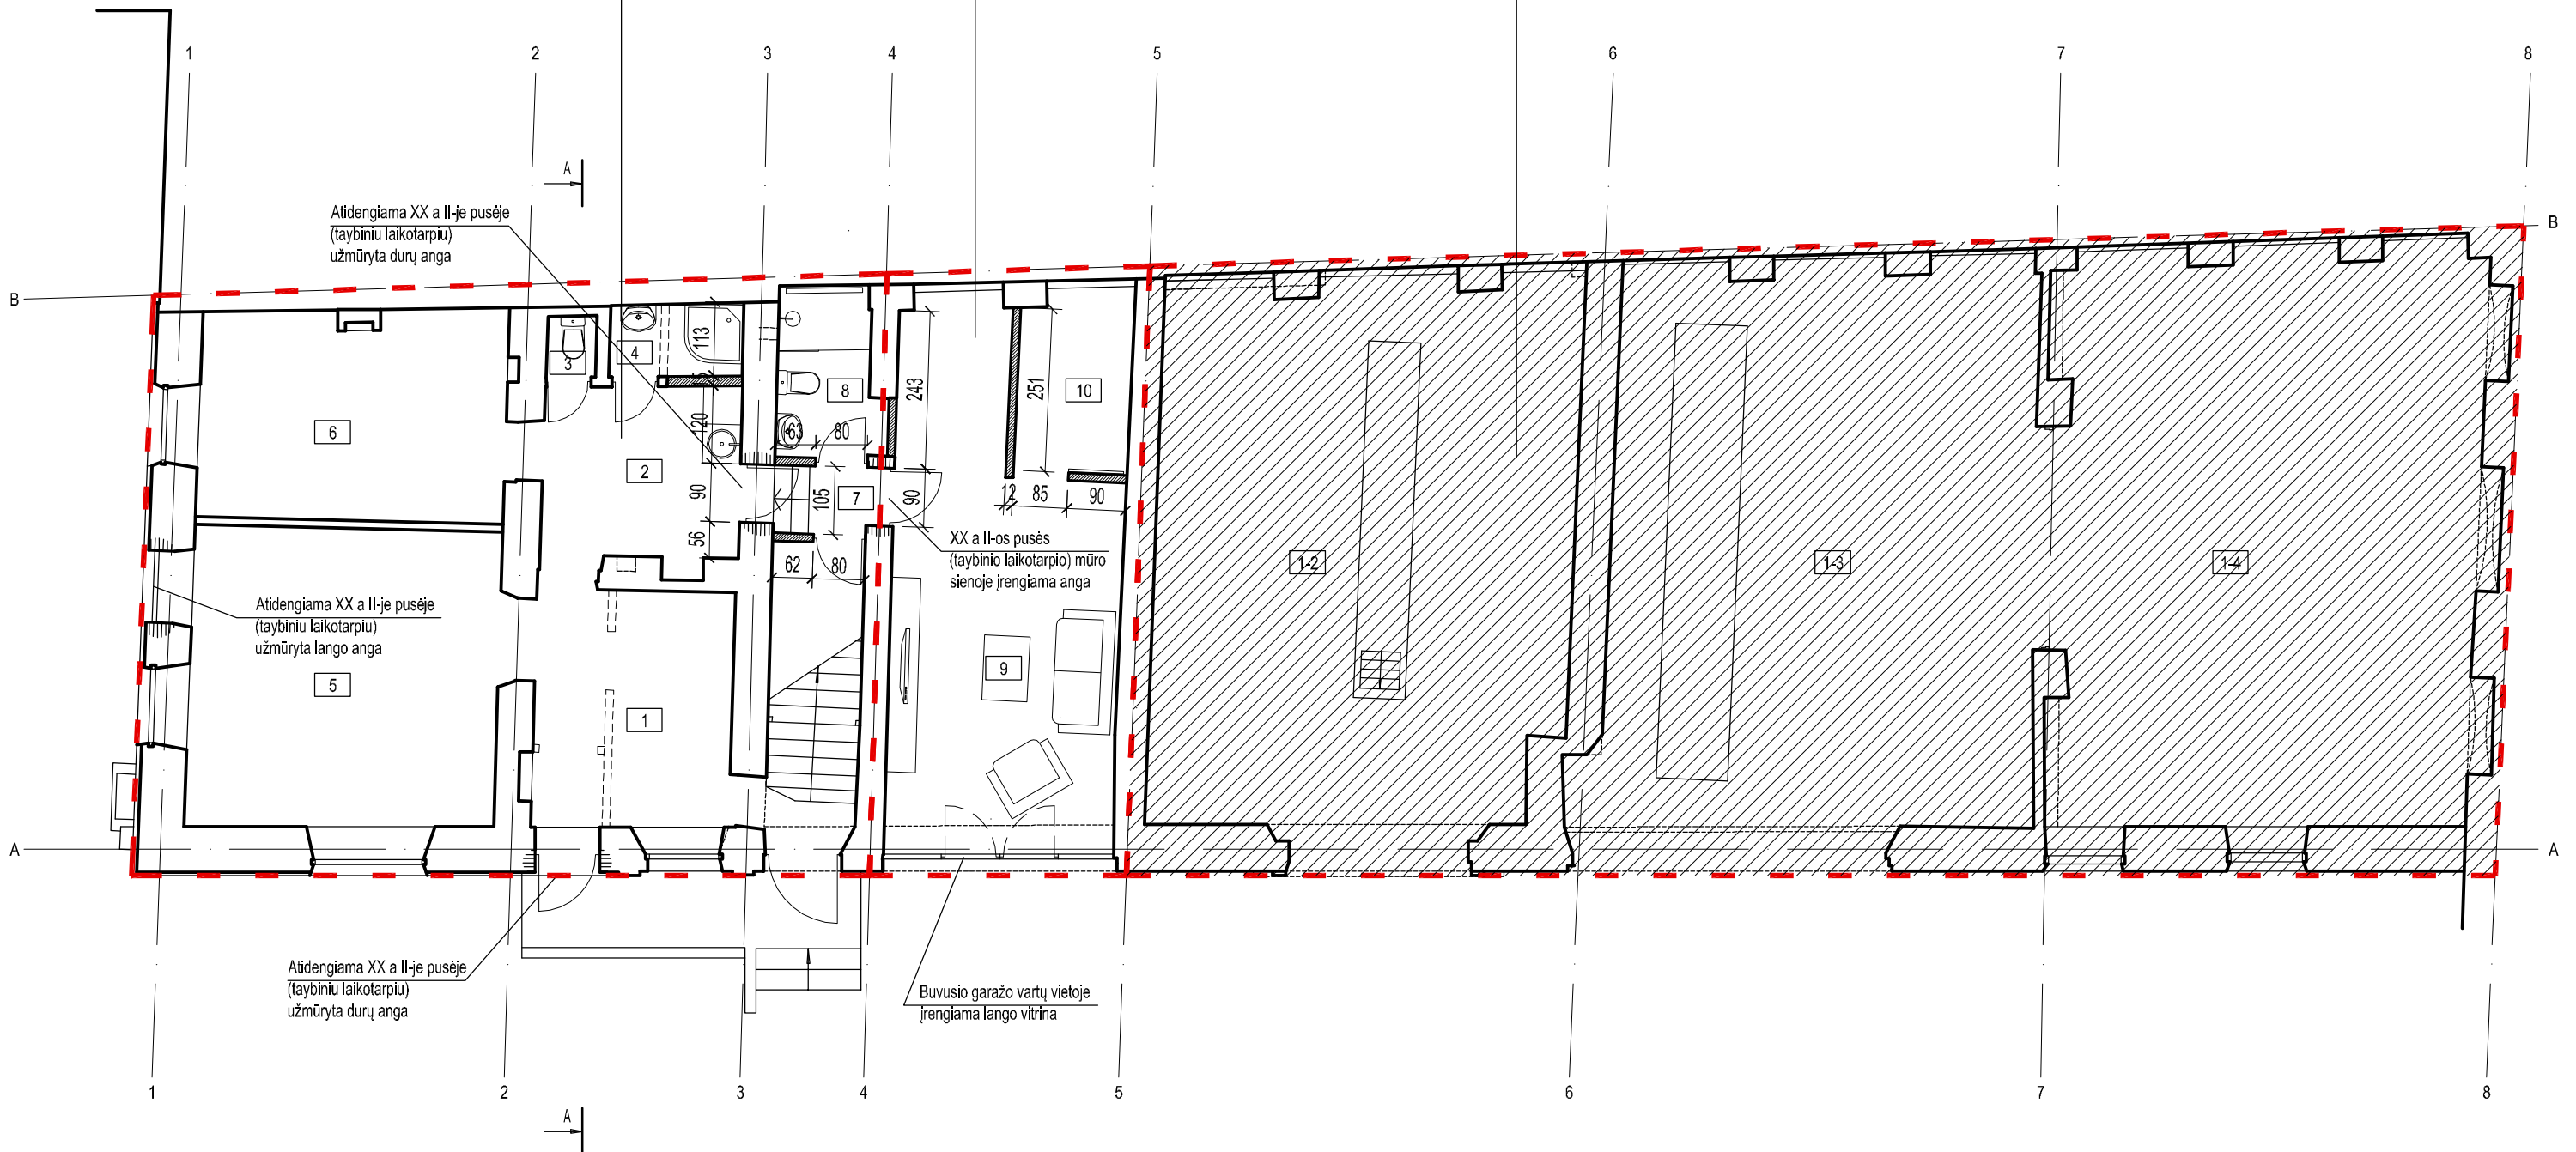 1 2 3 4 5 6 7 8
A
Atidengiama XX a II-je pusėje
(taybiniu laikotarpiu)
užmūryta durų anga
B
B
3
4
113
15
8
243
251
10
120
63
80
6
2
90
105
7
90
12
85
90
56
XX a II-os pusės
(taybinio laikotarpio) mūro
sienoje įrengiama anga
62
80
1-2
1-3
1-4
Atidengiama XX a II-je pusėje
(taybiniu laikotarpiu)
užmūryta lango anga
5
9
1
A
A
Atidengiama XX a II-je pusėje
(taybiniu laikotarpiu)
užmūryta durų anga
Buvusio garažo vartų vietoje
įrengiama lango vitrina
1 2 3 4 5 6 7 8
A